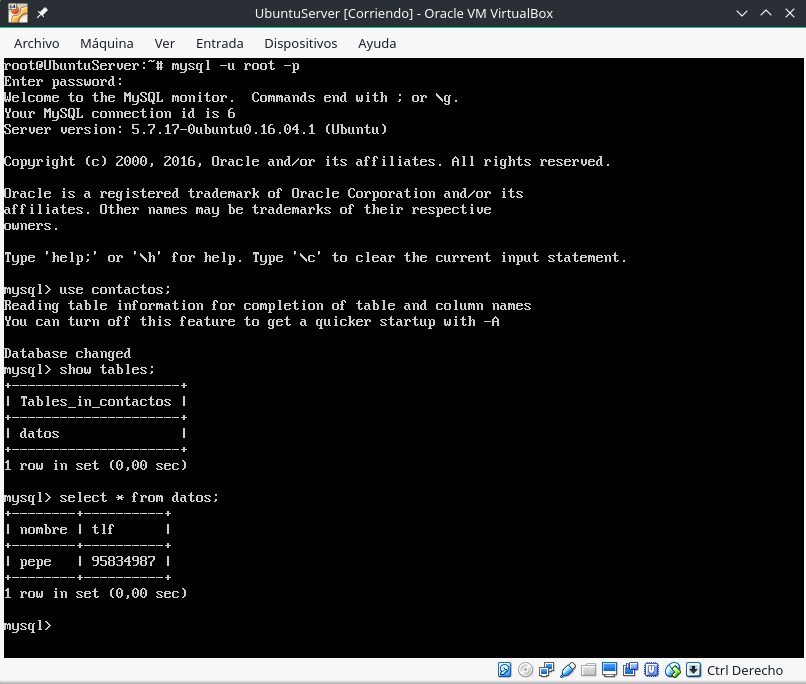 UbuntuServer [Corriendo] - Oracle VM VirtualBox
Archivo Máquina Ver Entrada Dispositivos Ayuda
root@UbuntuServer:~# mysql -u root -p
Enter password:
Welcome to the MySQL monitor.  Commands end with ; or \g.
Your MySQL connection id is 6
Server version: 5.7.17-0ubuntu0.16.04.1 (Ubuntu)
Copyright (c) 2000, 2016, Oracle and/or its affiliates. All rights reserved.
Oracle is a registered trademark of Oracle Corporation and/or its
affiliates. Other names may be trademarks of their respective
owners.
Type 'help;' or '\h' for help. Type '\c' to clear the current input statement.
mysql> use contactos;
Reading table information for completion of table and column names
You can turn off this feature to get a quicker startup with -A
Database changed
mysql> show tables;
+---------------------+
| Tables_in_contactos |
+---------------------+
| datos               |
+---------------------+
1 row in set (0,00 sec)
mysql> select * from datos;
+--------+----------+
| nombre | tlf      |
+--------+----------+
| pepe   | 95834987 |
+--------+----------+
1 row in set (0,00 sec)
mysql>
Ctrl Derecho